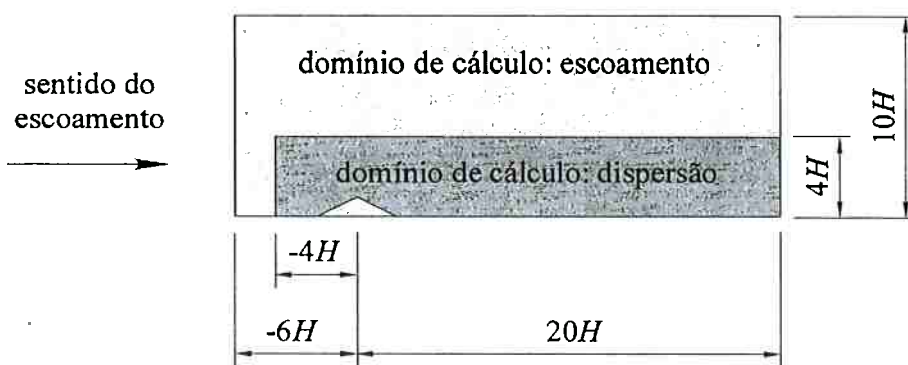 domínio de cálculo: escoamento
sentido do
escoamento
10H
domínio de cálculo: dispersão
4H
-4H
-6H
20H